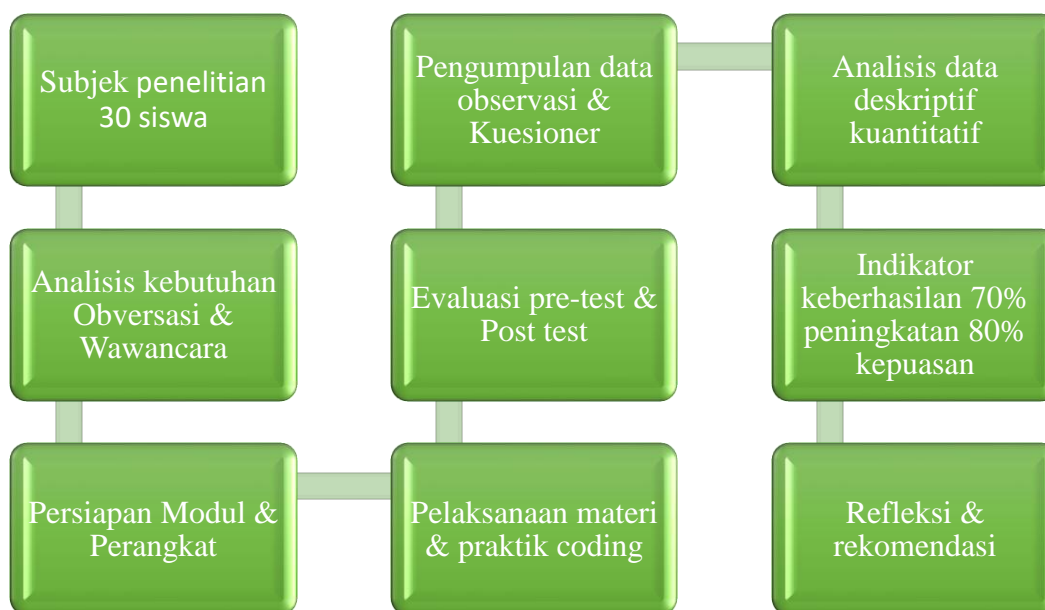 Subjek penelitian
30 siswa
Analisis kebutuhan
Obversasi &
Wawancara
Persiapan Modul &
Perangkat
Pelaksanaan materi
& praktik coding
Evaluasi pre-test &
Post test
Pengumpulan data
observasi &
Kuesioner
Analisis data
deskriptif
kuantitatif
Indikator
keberhasilan 70%
peningkatan 80%
kepuasan
Refleksi &
rekomendasi